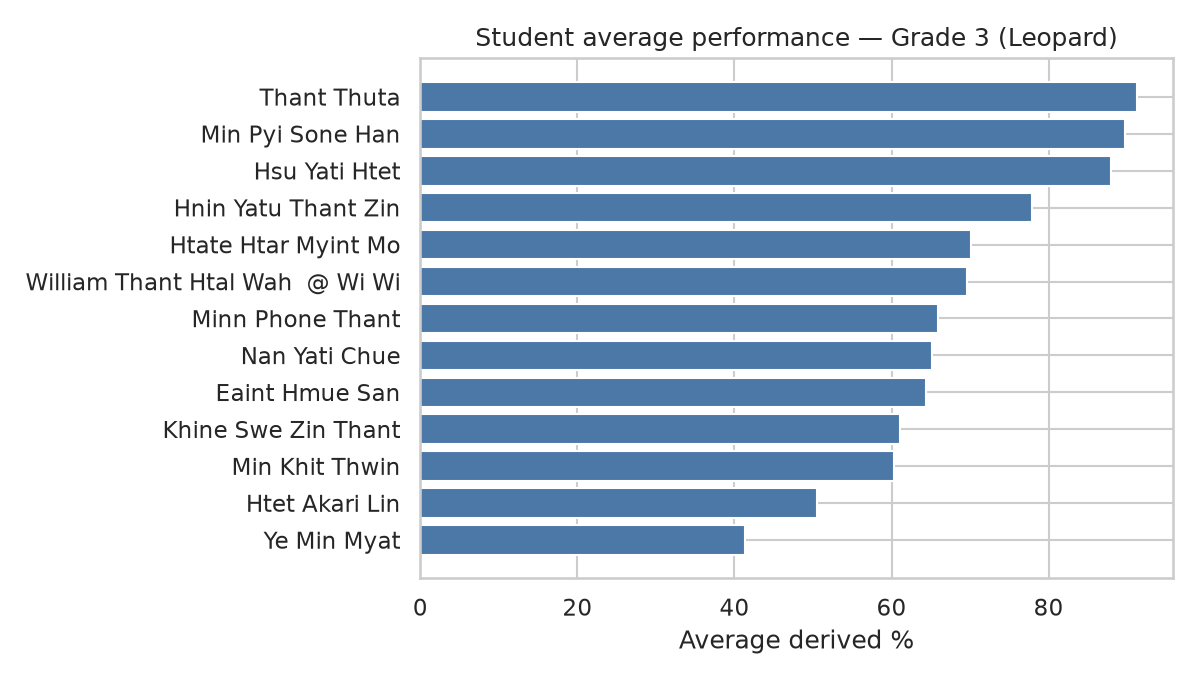 Student average performance — Grade 3 (Leopard)
Thant Thuta
Min Pyi Sone Han
Hsu Yati Htet
Hnin Yatu Thant Zin
Htate Htar Myint Mo
William Thant Htal Wah  @ Wi Wi
Minn Phone Thant
Nan Yati Chue
Eaint Hmue San
Khine Swe Zin Thant
Min Khit Thwin
Htet Akari Lin
Ye Min Myat
0 20 40 60 80
Average derived %